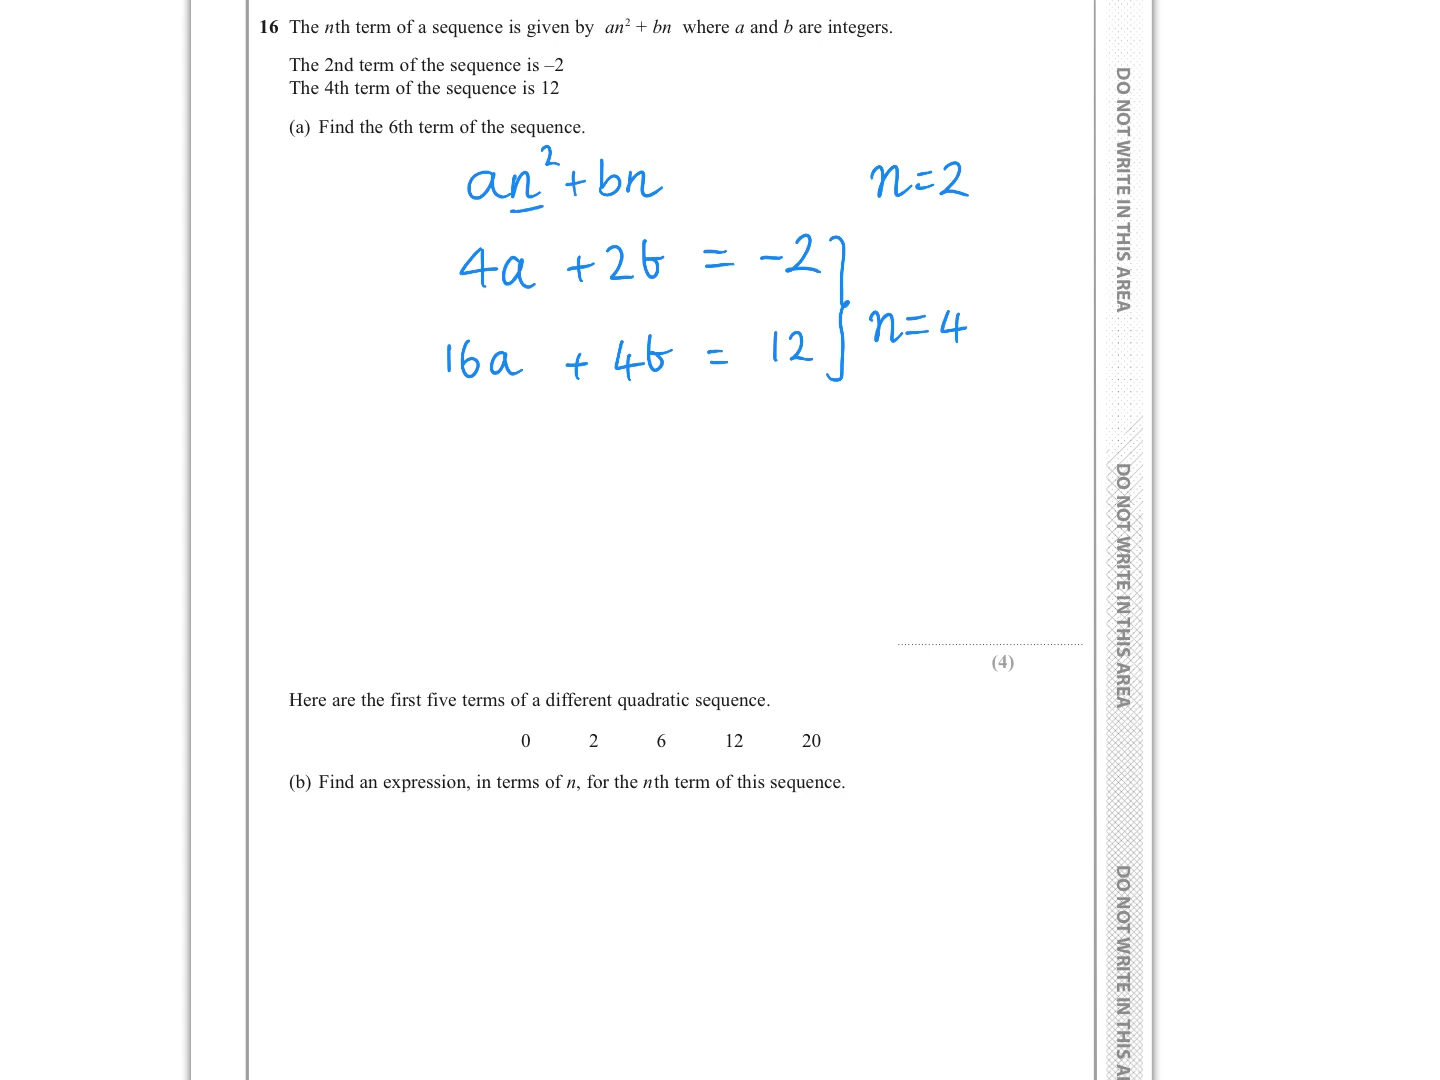 16 The nth term of a sequence is given by an² + bn where a and b are integers.
The 2nd term of the sequence is –2
The 4th term of the sequence is 12
(a) Find the 6th term of the sequence.
an² + bn n=2
4a + 2b = -2
16a + 4b = 12 n=4
(4)
Here are the first five terms of a different quadratic sequence.
0 2 6 12 20
(b) Find an expression, in terms of n, for the nth term of this sequence.
DO NOT WRITE IN THIS AREA
DO NOT WRITE IN THIS AREA
DO NOT WRITE IN THIS A